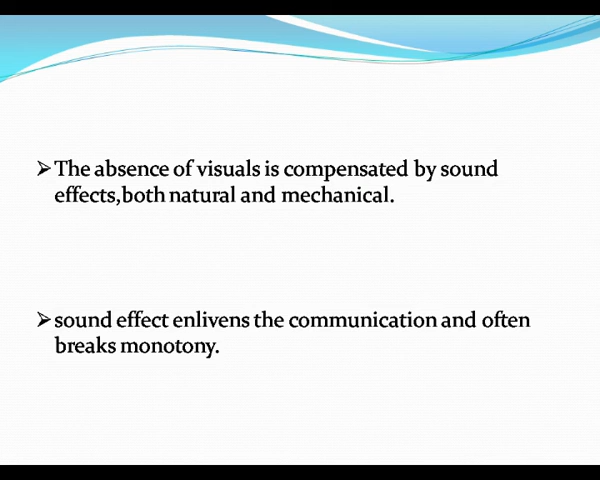 The absence of visuals is compensated by sound
effects,both natural and mechanical.
sound effect enlivens the communication and often
breaks monotony.